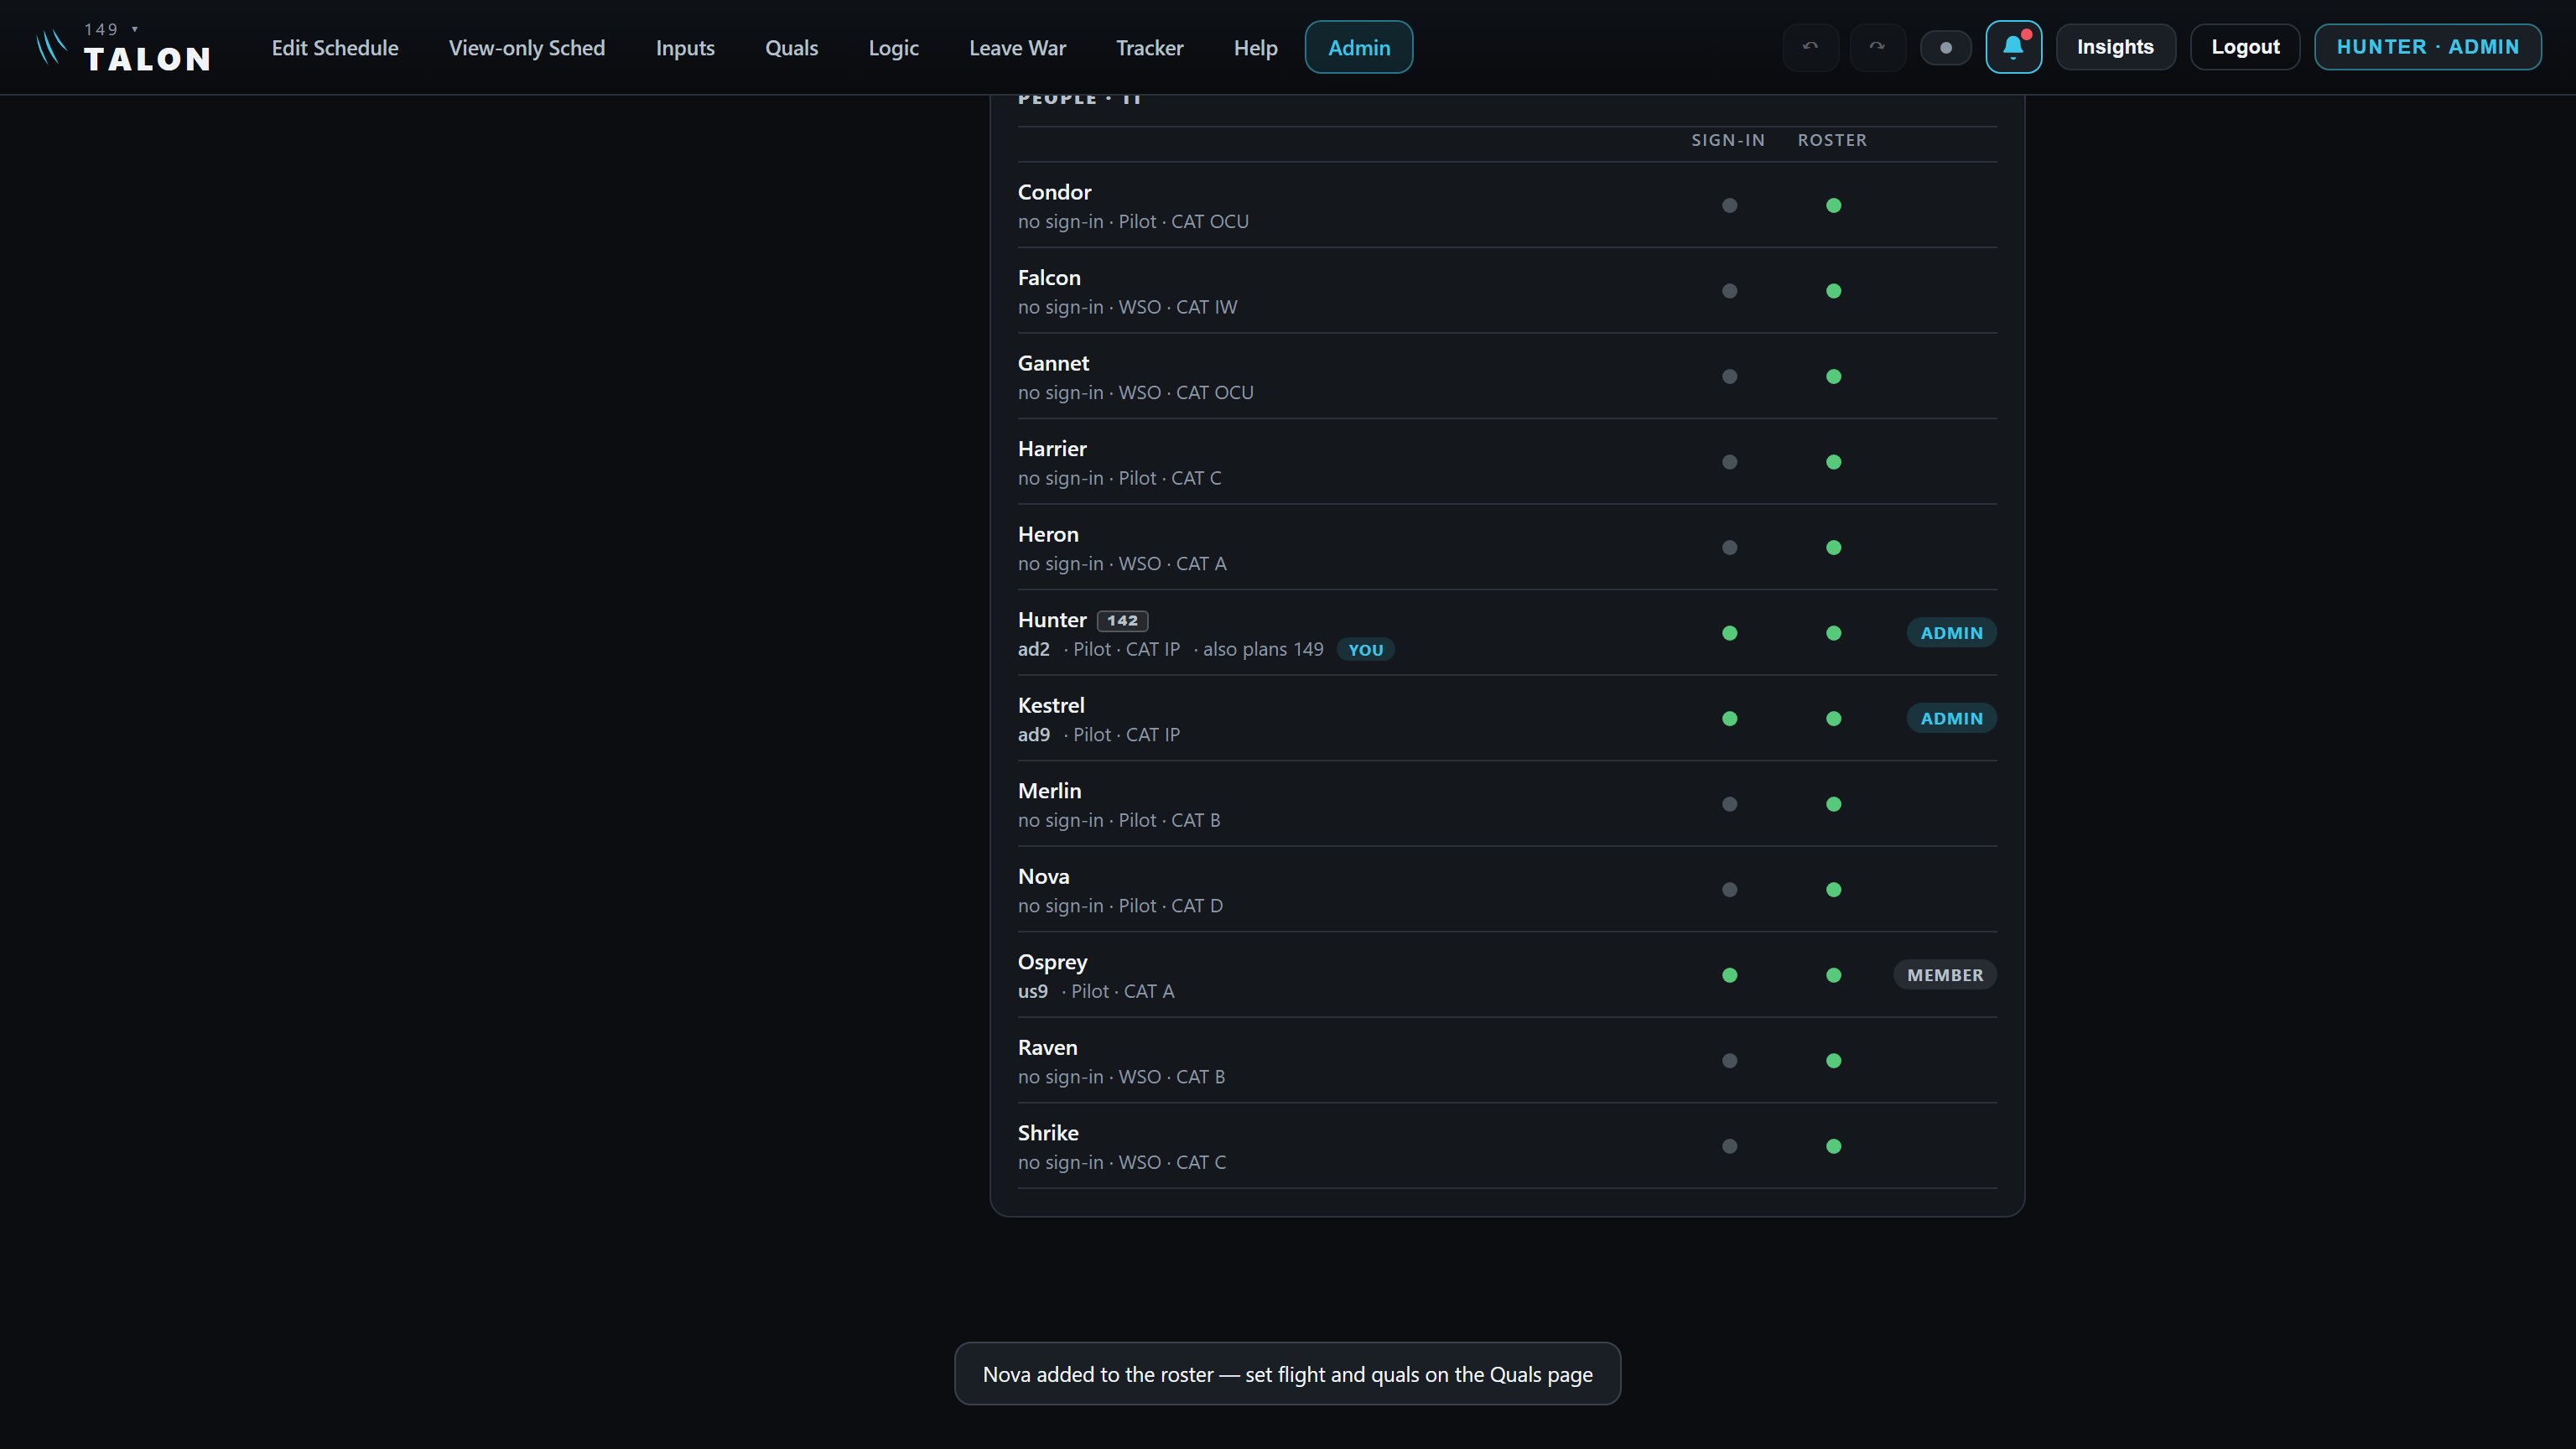 149 ▾
TALON
Edit Schedule
View-only Sched
Inputs
Quals
Logic
Leave War
Tracker
Help
Admin
Insights
Logout
HUNTER · ADMIN
PEOPLE · 11
SIGN-IN ROSTER
Condor
no sign-in · Pilot · CAT OCU
Falcon
no sign-in · WSO · CAT IW
Gannet
no sign-in · WSO · CAT OCU
Harrier
no sign-in · Pilot · CAT C
Heron
no sign-in · WSO · CAT A
Hunter 142
ad2 · Pilot · CAT IP · also plans 149 YOU
ADMIN
Kestrel
ad9 · Pilot · CAT IP
ADMIN
Merlin
no sign-in · Pilot · CAT B
Nova
no sign-in · Pilot · CAT D
Osprey
us9 · Pilot · CAT A
MEMBER
Raven
no sign-in · WSO · CAT B
Shrike
no sign-in · WSO · CAT C
Nova added to the roster — set flight and quals on the Quals page